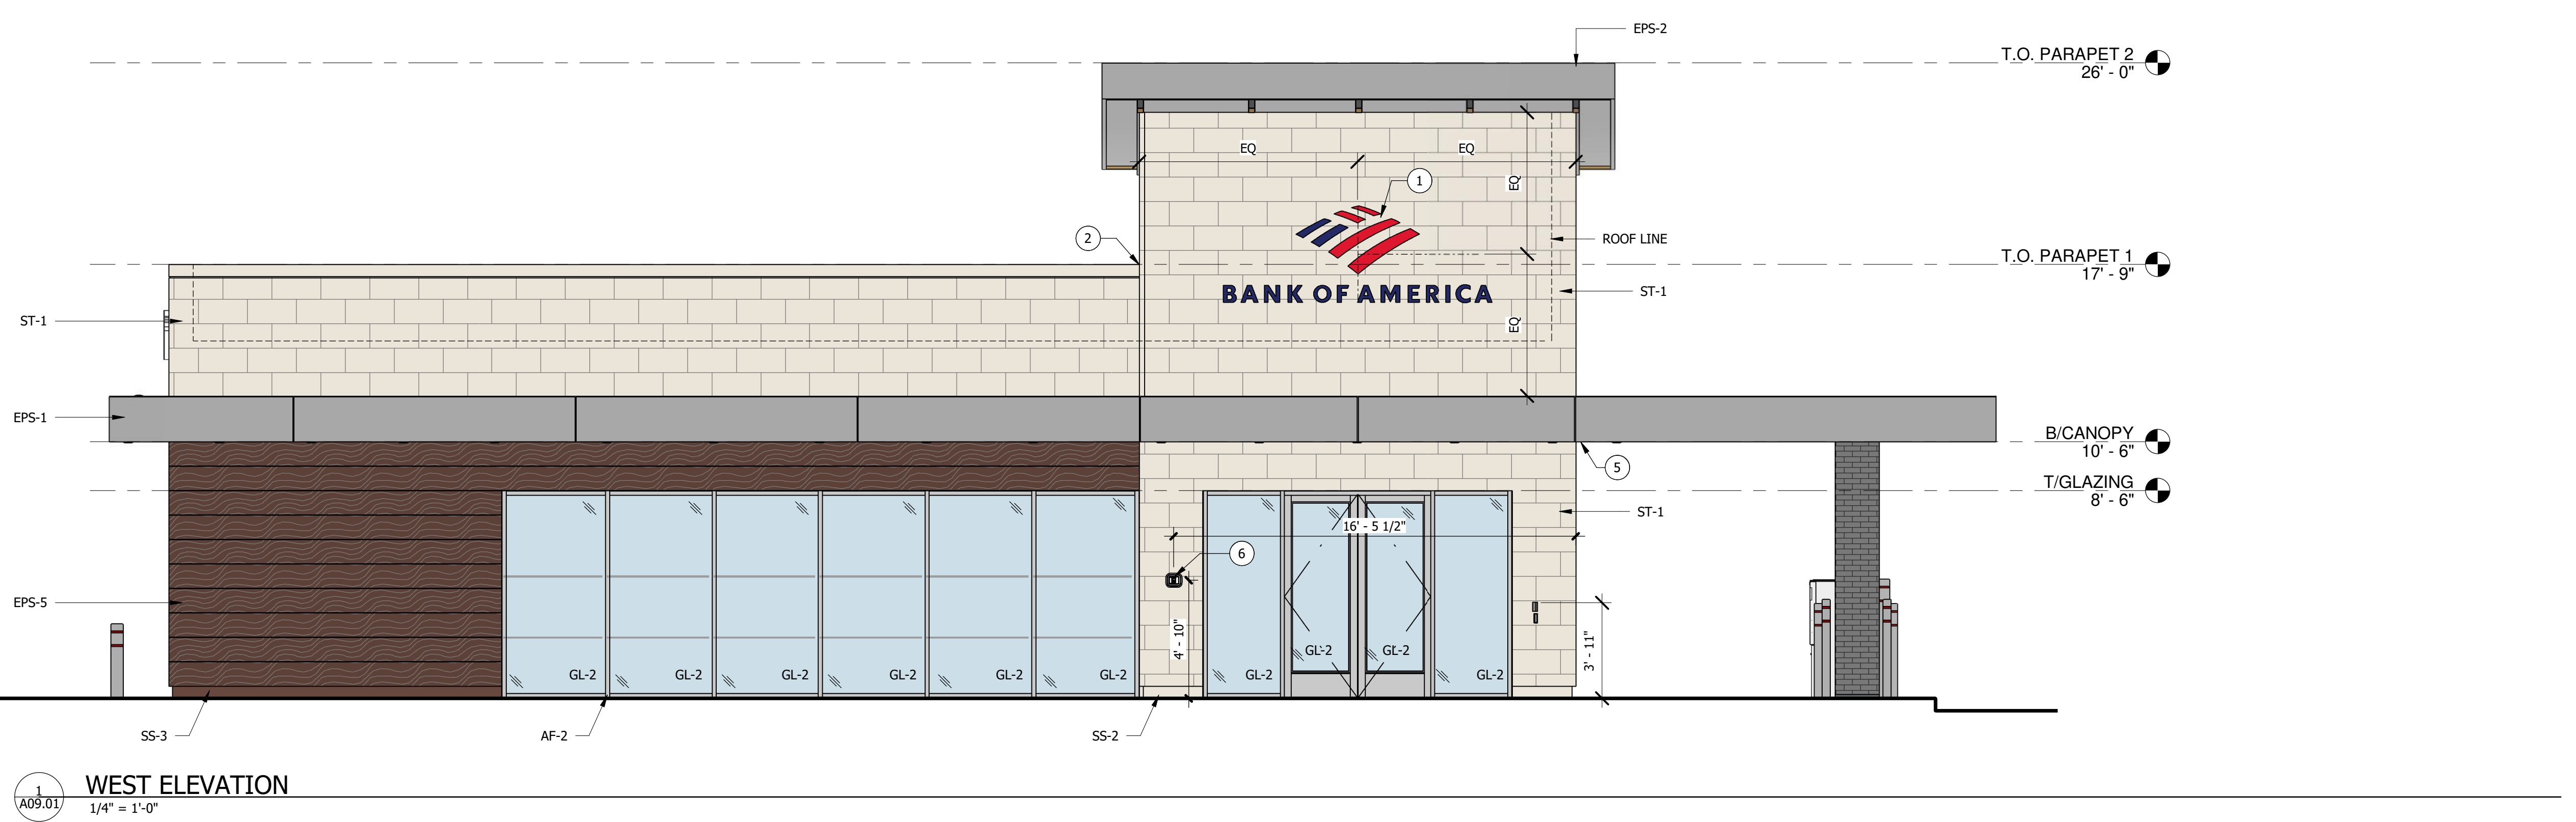 EPS-2
T.O. PARAPET 2
26' - 0"
EQ
EQ
1
EQ
2
ROOF LINE
T.O. PARAPET 1
17' - 9"
BANK OF AMERICA
ST-1
ST-1
EQ
EPS-1
B/CANOPY
10' - 6"
5
T/GLAZING
8' - 6"
ST-1
16' - 5 1/2"
6
EPS-5
4' - 10"
3' - 11"
GL-2
GL-2
GL-2
GL-2
GL-2
GL-2
GL-2
GL-2
GL-2
GL-2
SS-3
AF-2
SS-2
1
A09.01
WEST ELEVATION
1/4" = 1'-0"